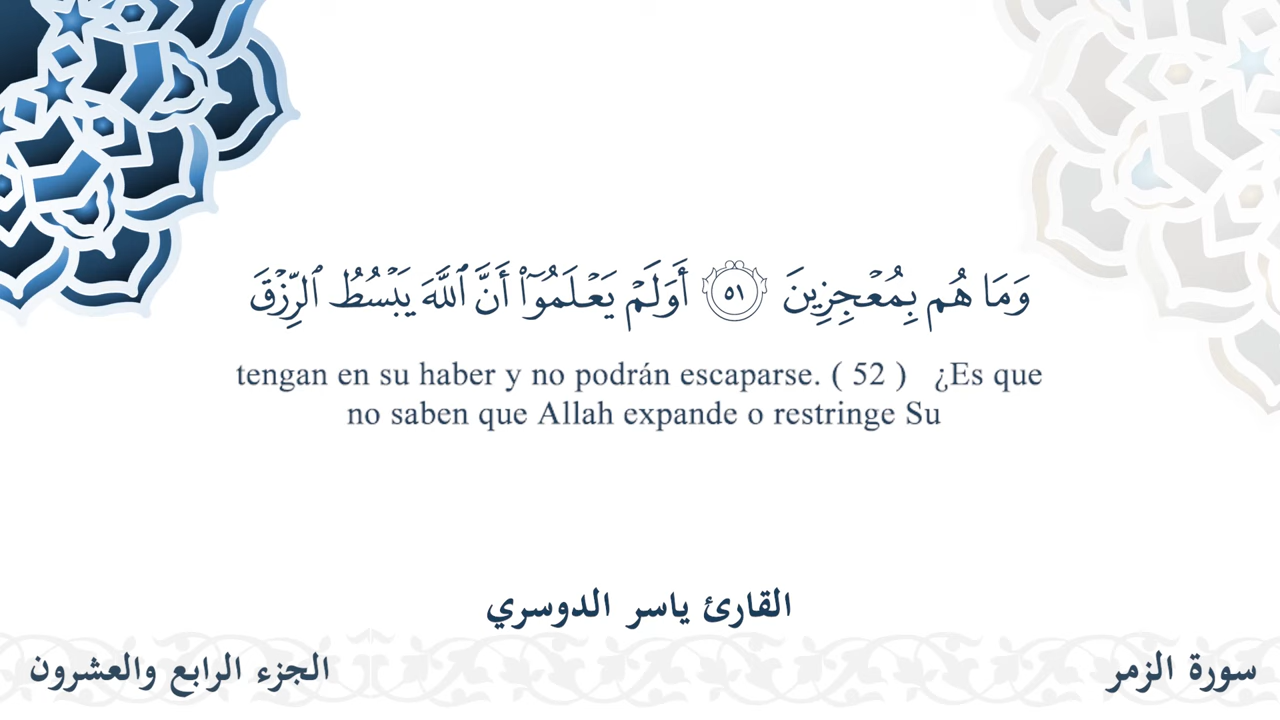 وَمَا هُم بِمُعْجِزِينَ ٥١ أَوَلَمْ يَعْلَمُوٓا۟ أَنَّ ٱللَّهَ يَبْسُطُ ٱلرِّزْقَ
tengan en su haber y no podrán escaparse. ( 52 ) ¿Es que
no saben que Allah expande o restringe Su
القارئ ياسر الدوسري
سورة الزمر
الجزء الرابع والعشرون